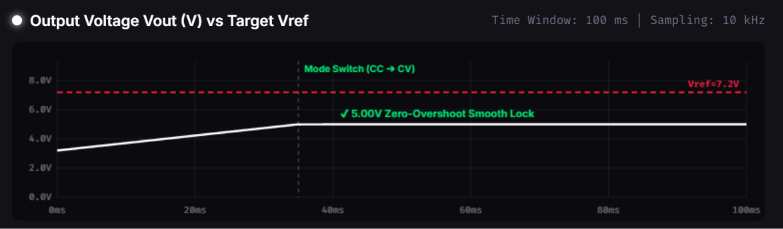 Output Voltage Vout (V) vs Target Vref
Time Window: 100 ms | Sampling: 10 kHz
Mode Switch (CC → CV)
8.0V
Vref=7.2V
6.0V
✓ 5.00V Zero-Overshoot Smooth Lock
4.0V
2.0V
0.0V
0ms 20ms 40ms 60ms 80ms 100ms